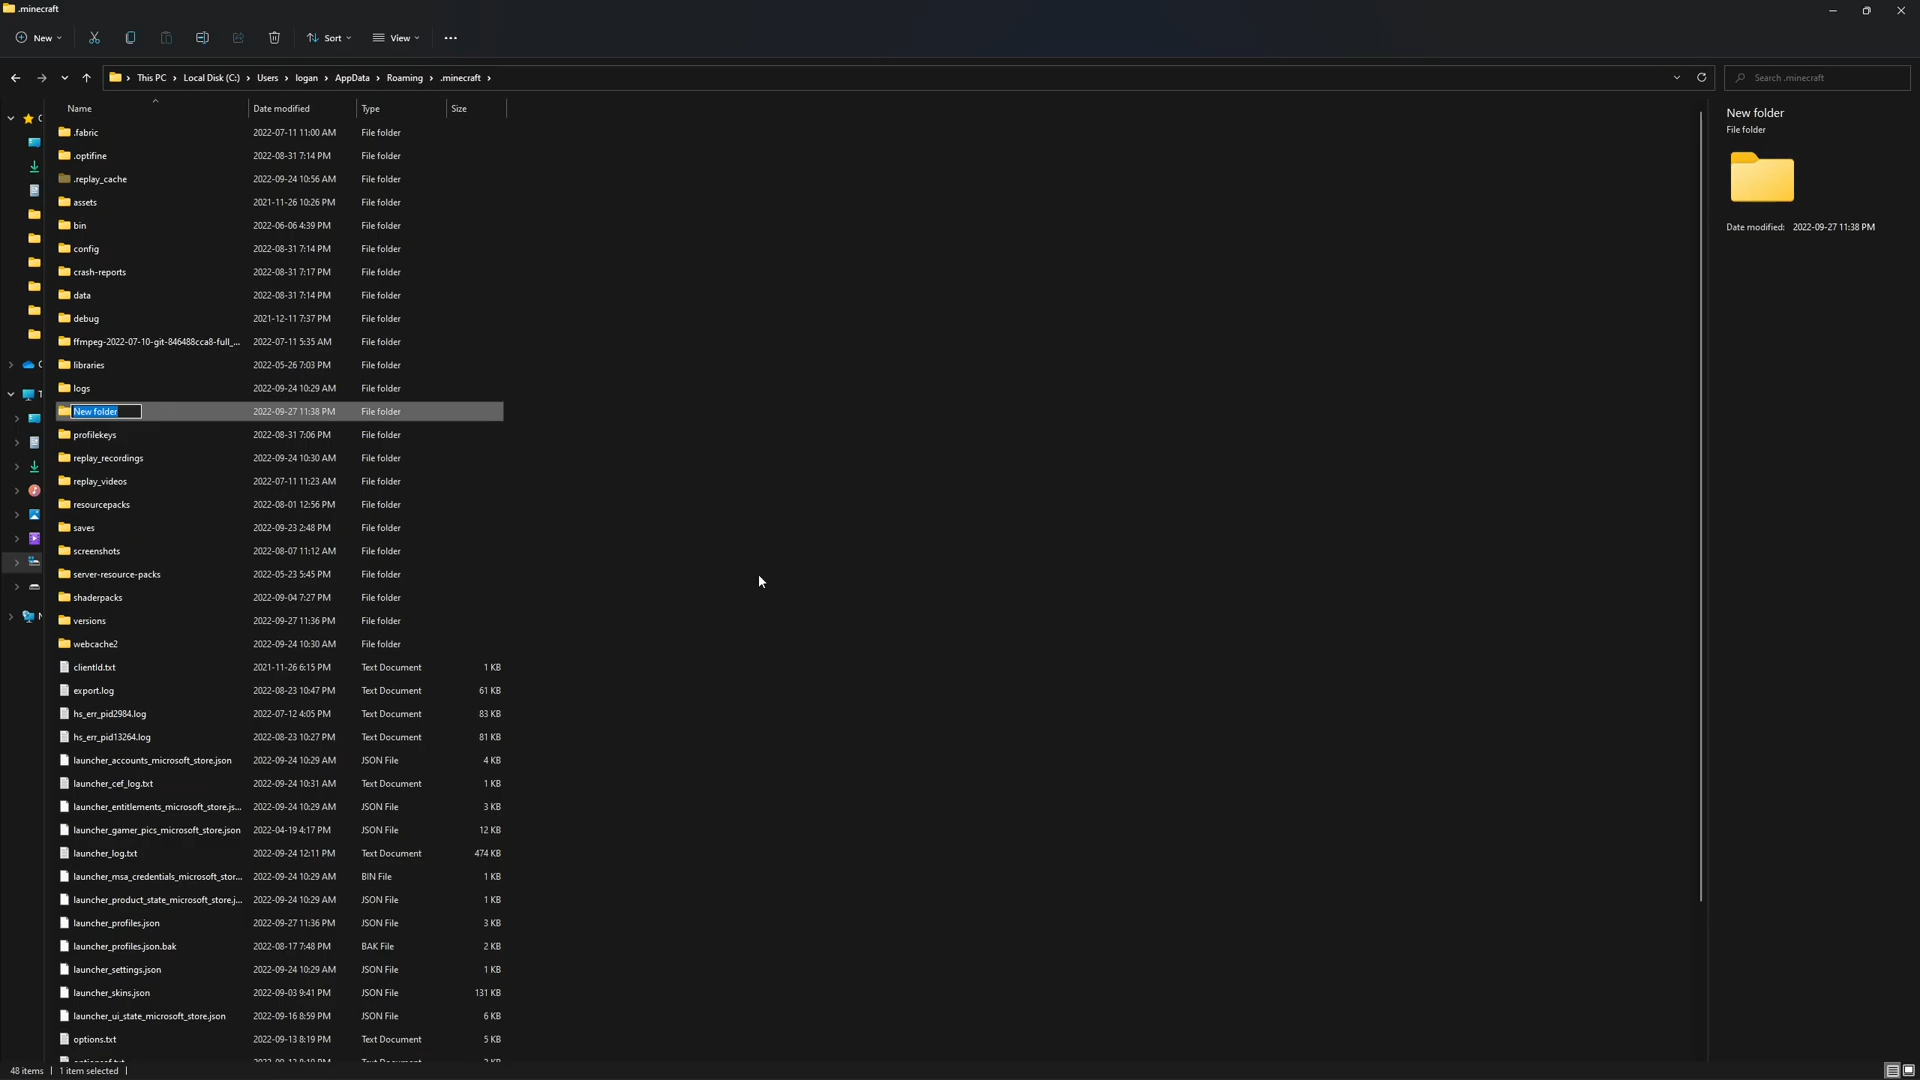 .minecraft
New
Sort
View
This PC
Local Disk (C:)
Users
logan
AppData
Roaming
.minecraft
Search .minecraft
Name Date modified Type Size
.fabric 2022-07-11 11:00 AM File folder
.optifine 2022-08-31 7:14 PM File folder
.replay_cache 2022-09-24 10:56 AM File folder
assets 2021-11-26 10:26 PM File folder
bin 2022-06-06 4:39 PM File folder
config 2022-08-31 7:14 PM File folder
crash-reports 2022-08-31 7:17 PM File folder
data 2022-08-31 7:14 PM File folder
debug 2021-12-11 7:37 PM File folder
ffmpeg-2022-07-10-git-846488cca8-full_... 2022-07-11 5:35 AM File folder
libraries 2022-05-26 7:03 PM File folder
logs 2022-09-24 10:29 AM File folder
New folder 2022-09-27 11:38 PM File folder
profilekeys 2022-08-31 7:06 PM File folder
replay_recordings 2022-09-24 10:30 AM File folder
replay_videos 2022-07-11 11:23 AM File folder
resourcepacks 2022-08-01 12:56 PM File folder
saves 2022-09-23 2:48 PM File folder
screenshots 2022-08-07 11:12 AM File folder
server-resource-packs 2022-05-23 5:45 PM File folder
shaderpacks 2022-09-04 7:27 PM File folder
versions 2022-09-27 11:36 PM File folder
webcache2 2022-09-24 10:30 AM File folder
clientId.txt 2021-11-26 6:15 PM Text Document 1 KB
export.log 2022-08-23 10:47 PM Text Document 61 KB
hs_err_pid2984.log 2022-07-12 4:05 PM Text Document 83 KB
hs_err_pid13264.log 2022-08-23 10:27 PM Text Document 81 KB
launcher_accounts_microsoft_store.json 2022-09-24 10:29 AM JSON File 4 KB
launcher_cef_log.txt 2022-09-24 10:31 AM Text Document 1 KB
launcher_entitlements_microsoft_store.js... 2022-09-24 10:29 AM JSON File 3 KB
launcher_gamer_pics_microsoft_store.json 2022-04-19 4:17 PM JSON File 12 KB
launcher_log.txt 2022-09-24 12:11 PM Text Document 474 KB
launcher_msa_credentials_microsoft_stor... 2022-09-24 10:29 AM BIN File 1 KB
launcher_product_state_microsoft_store.j... 2022-09-24 10:29 AM JSON File 1 KB
launcher_profiles.json 2022-09-27 11:36 PM JSON File 3 KB
launcher_profiles.json.bak 2022-08-17 7:48 PM BAK File 2 KB
launcher_settings.json 2022-09-24 10:29 AM JSON File 1 KB
launcher_skins.json 2022-09-03 9:41 PM JSON File 131 KB
launcher_ui_state_microsoft_store.json 2022-09-16 8:59 PM JSON File 6 KB
options.txt 2022-09-13 8:19 PM Text Document 5 KB
New folder
File folder
Date modified: 2022-09-27 11:38 PM
48 items
1 item selected